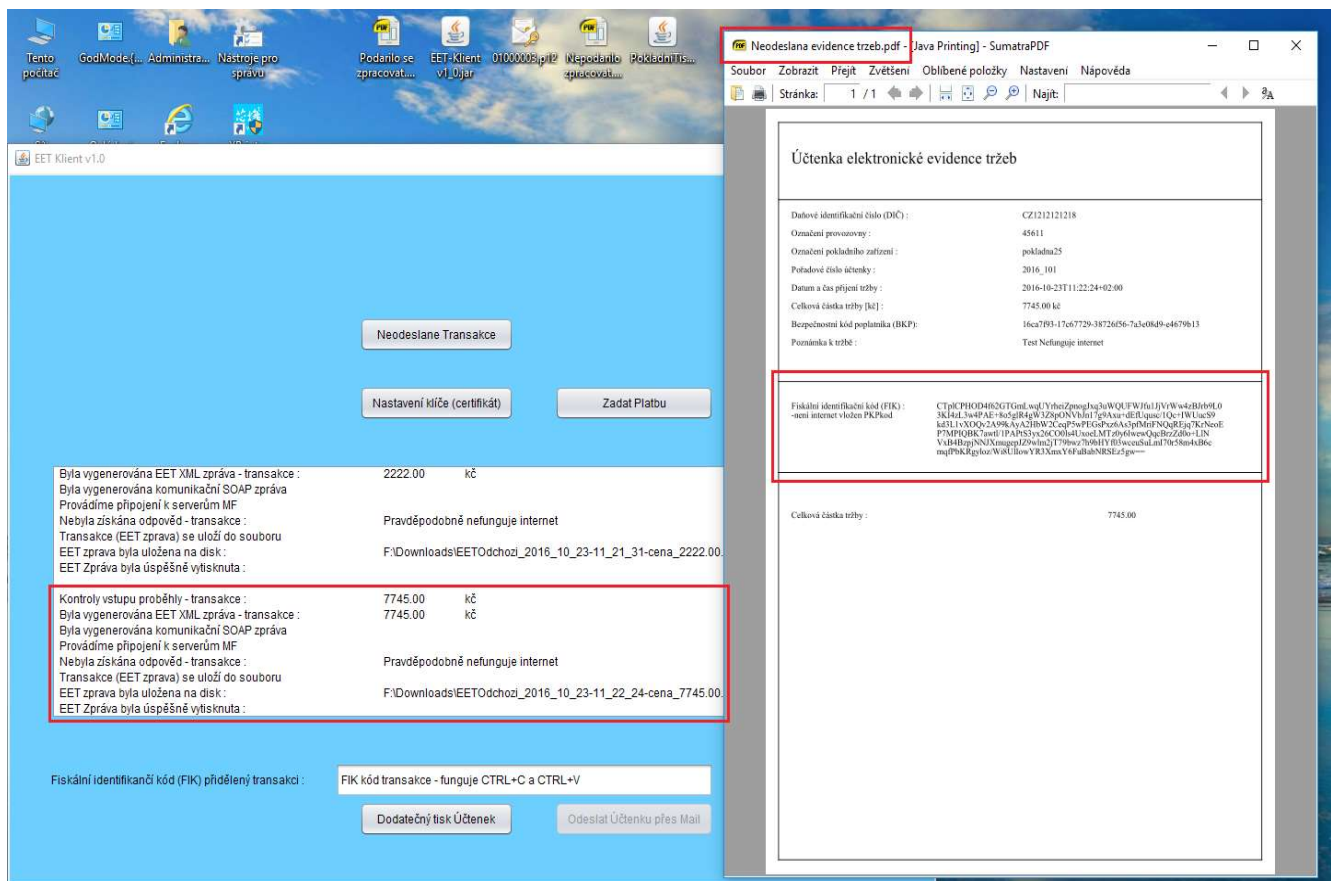 Tento
počítač
GodMode.{...
Administra...
Nástroje pro
správu
Podarilo se
zpracovat....
EET-Klient
v1_0.jar
01000003.p12
Nepodarilo
zpracovat....
PokladniTis...
EET Klient v1.0
Neodeslane Transakce
Nastavení klíče (certifikát)
Zadat Platbu
Byla vygenerována EET XML zpráva - transakce : 2222.00 kč
Byla vygenerována komunikační SOAP zpráva
Provádíme připojení k serverům MF
Nebyla získána odpověd - transakce : Pravděpodobně nefunguje internet
Transakce (EET zprava) se uloží do souboru
EET zprava byla uložena na disk : F:\Downloads\EETOdchozi_2016_10_23-11_21_31-cena_2222.00.
EET Zpráva byla úspěšně vytisknuta :
Kontroly vstupu proběhly - transakce : 7745.00 kč
Byla vygenerována EET XML zpráva - transakce : 7745.00 kč
Byla vygenerována komunikační SOAP zpráva
Provádíme připojení k serverům MF
Nebyla získána odpověd - transakce : Pravděpodobně nefunguje internet
Transakce (EET zprava) se uloží do souboru
EET zprava byla uložena na disk : F:\Downloads\EETOdchozi_2016_10_23-11_22_24-cena_7745.00.
EET Zpráva byla úspěšně vytisknuta :
Fiskální identifikančí kód (FIK) přidělený transakci :
FIK kód transakce - funguje CTRL+C a CTRL+V
Dodatečný tisk Účtenek
Odeslat Účtenku přes Mail
Neodeslana evidence trzeb.pdf - [Java Printing] - SumatraPDF
Soubor Zobrazit Přejít Zvětšení Oblíbené položky Nastavení Nápověda
Stránka: 1 / 1 Najít:
Účtenka elektronické evidence tržeb
Daňové identifikační číslo (DIČ) : CZ1212121218
Označení provozovny : 45611
Označení pokladního zařízení : pokladna25
Pořadové číslo účtenky : 2016_101
Datum a čas přijení tržby : 2016-10-23T11:22:24+02:00
Celková částka tržby [kč] : 7745.00 kč
Bezpečnostní kód poplatníka (BKP): 16ca7f93-17c67729-38726f56-7a3e08d9-e4679b13
Poznámka k tržbě : Test Nefunguje internet
Fiskální identifikační kód (FIK) :
-není internet vložen PKPkod
Celková částka tržby : 7745.00